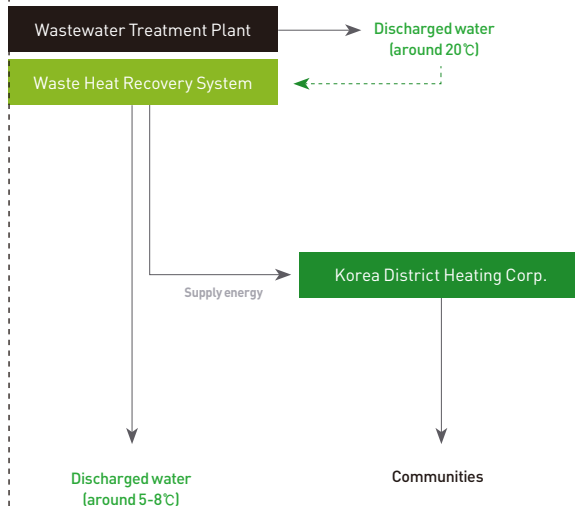 Wastewater Treatment Plant
Discharged water
(around 20℃)
Waste Heat Recovery System
Korea District Heating Corp.
Supply energy
Discharged water
(around 5-8℃)
Communities